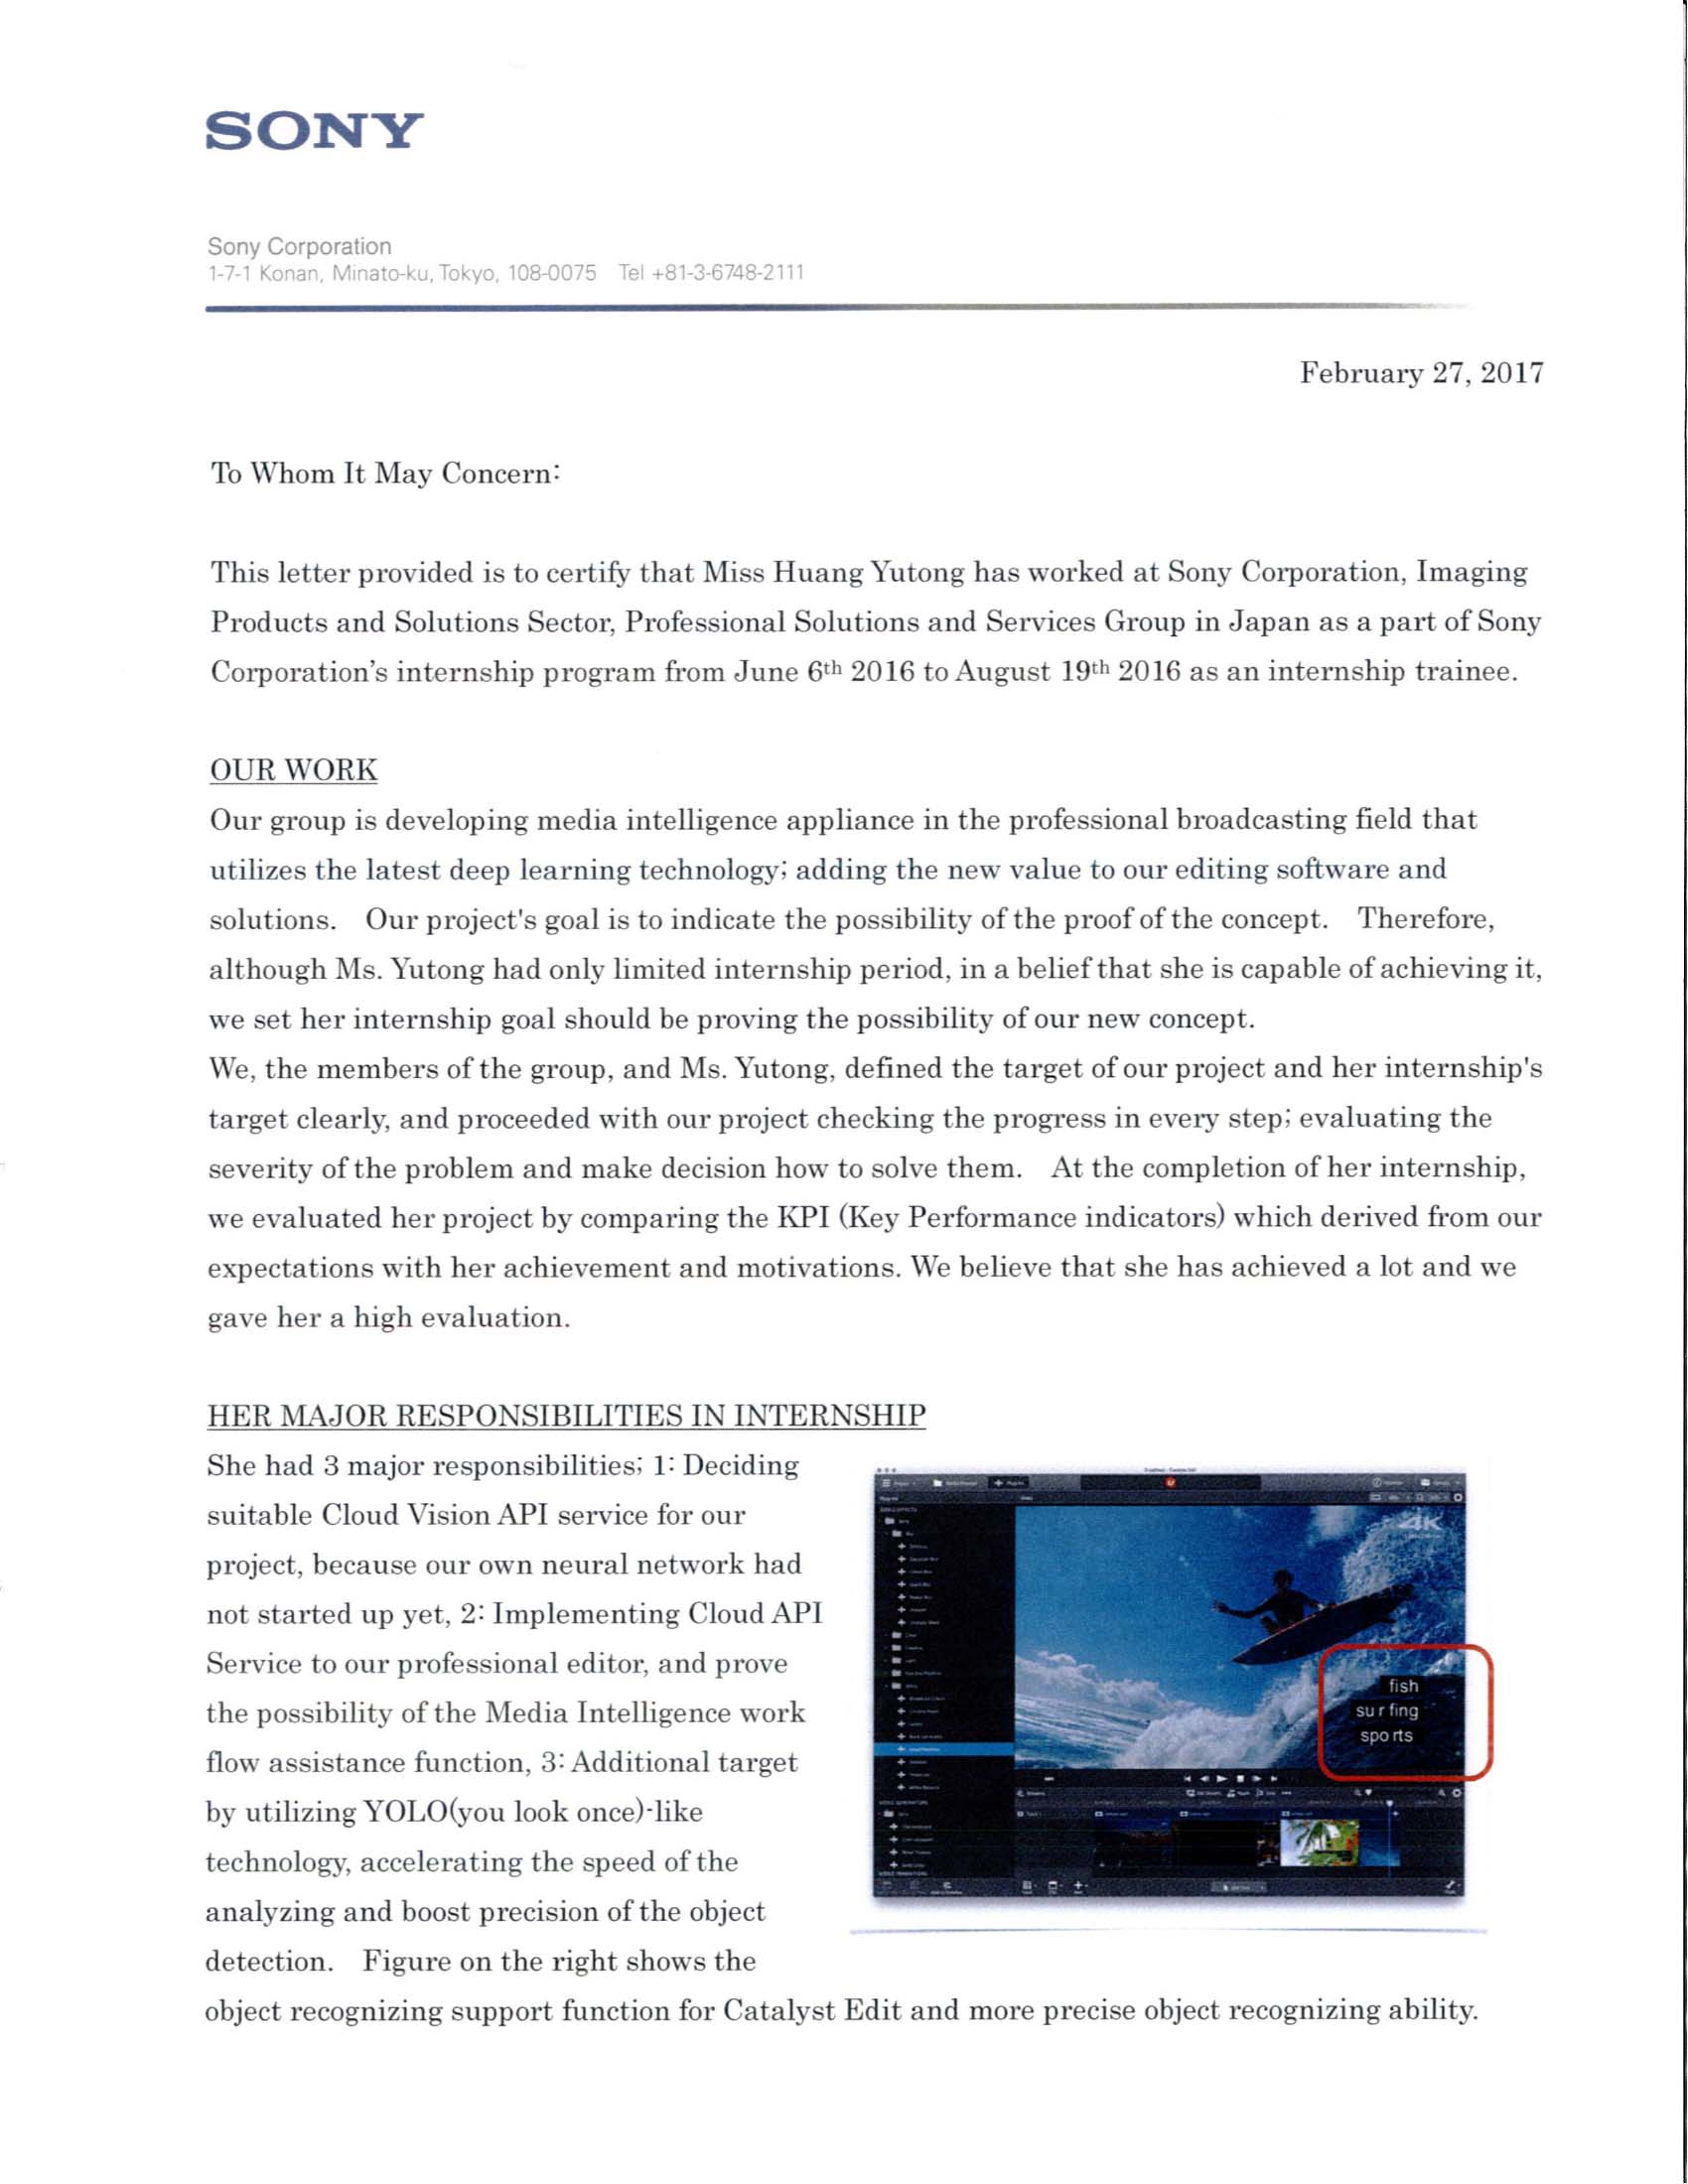 SONY
Sony Corporation
1-7-1 Konan, Minato-ku, Tokyo, 108-0075 Tel +81-3-6748-2111
February 27, 2017
To Whom It May Concern:
This letter provided is to certify that Miss Huang Yutong has worked at Sony Corporation, Imaging
Products and Solutions Sector, Professional Solutions and Services Group in Japan as a part of Sony
Corporation's internship program from June 6th 2016 to August 19th 2016 as an internship trainee.
OUR WORK
Our group is developing media intelligence appliance in the professional broadcasting field that
utilizes the latest deep learning technology; adding the new value to our editing software and
solutions. Our project's goal is to indicate the possibility of the proof of the concept. Therefore,
although Ms. Yutong had only limited internship period, in a belief that she is capable of achieving it,
we set her internship goal should be proving the possibility of our new concept.
We, the members of the group, and Ms. Yutong, defined the target of our project and her internship's
target clearly, and proceeded with our project checking the progress in every step; evaluating the
severity of the problem and make decision how to solve them. At the completion of her internship,
we evaluated her project by comparing the KPI (Key Performance indicators) which derived from our
expectations with her achievement and motivations. We believe that she has achieved a lot and we
gave her a high evaluation.
HER MAJOR RESPONSIBILITIES IN INTERNSHIP
She had 3 major responsibilities; 1: Deciding
suitable Cloud Vision API service for our
project, because our own neural network had
not started up yet, 2: Implementing Cloud API
Service to our professional editor, and prove
the possibility of the Media Intelligence work
flow assistance function, 3: Additional target
by utilizing YOLO(you look once)-like
technology, accelerating the speed of the
analyzing and boost precision of the object
detection. Figure on the right shows the
object recognizing support function for Catalyst Edit and more precise object recognizing ability.
4K
fish
surfing
sports